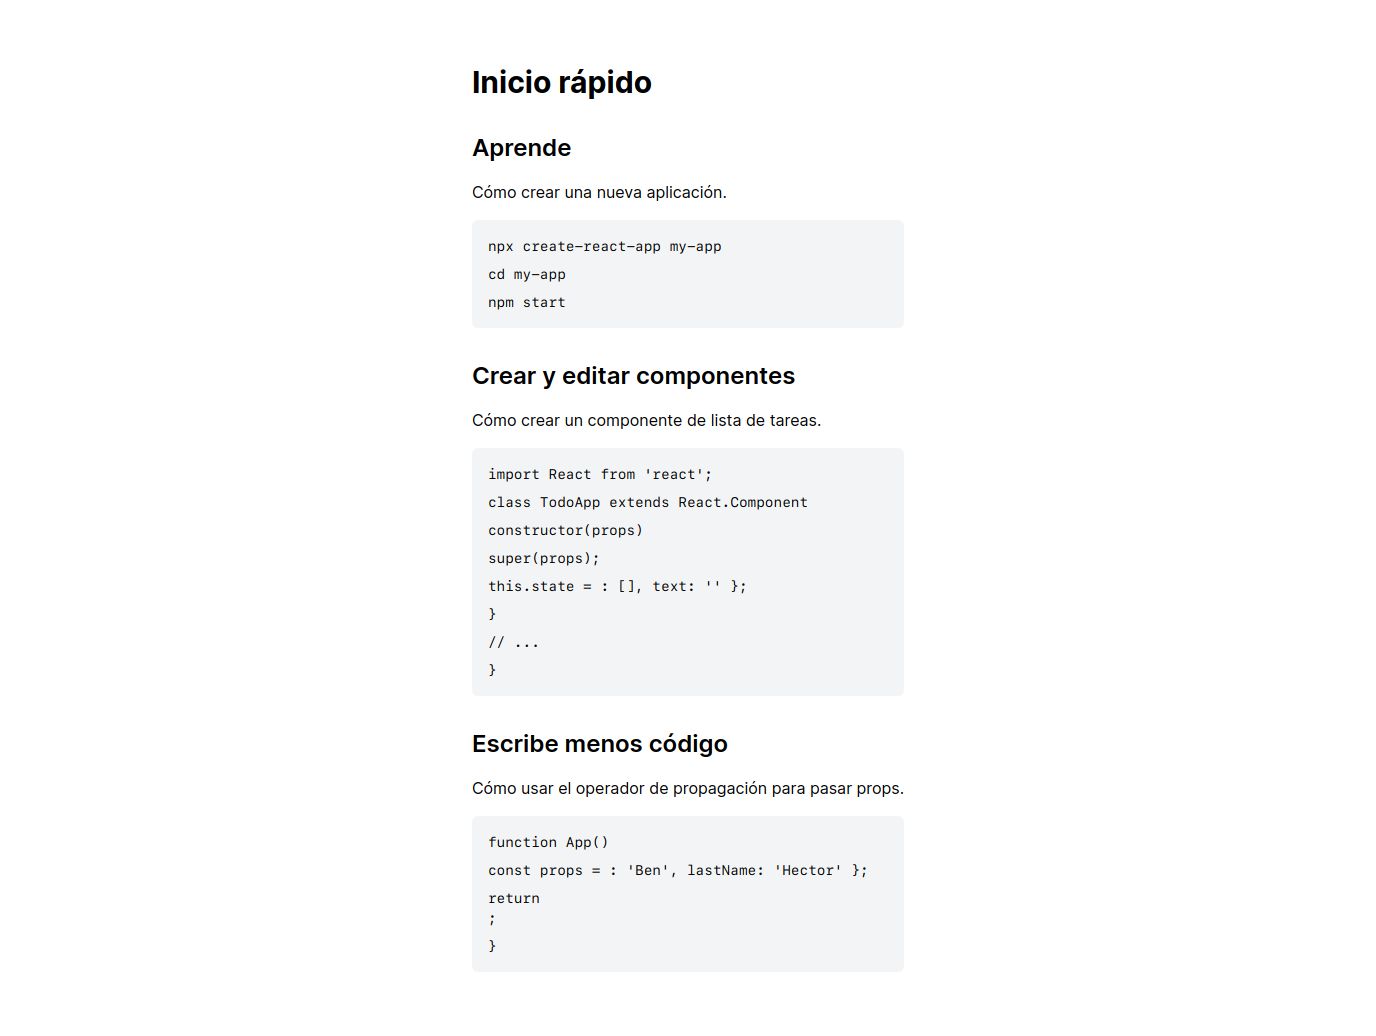 Inicio rápido
Aprende
Cómo crear una nueva aplicación.
npx create-react-app my-app
cd my-app
npm start
Crear y editar componentes
Cómo crear un componente de lista de tareas.
import React from 'react';
class TodoApp extends React.Component
constructor(props)
super(props);
this.state = : [], text: '' };
}
// ...
}
Escribe menos código
Cómo usar el operador de propagación para pasar props.
function App()
const props = : 'Ben', lastName: 'Hector' };
return
;
}